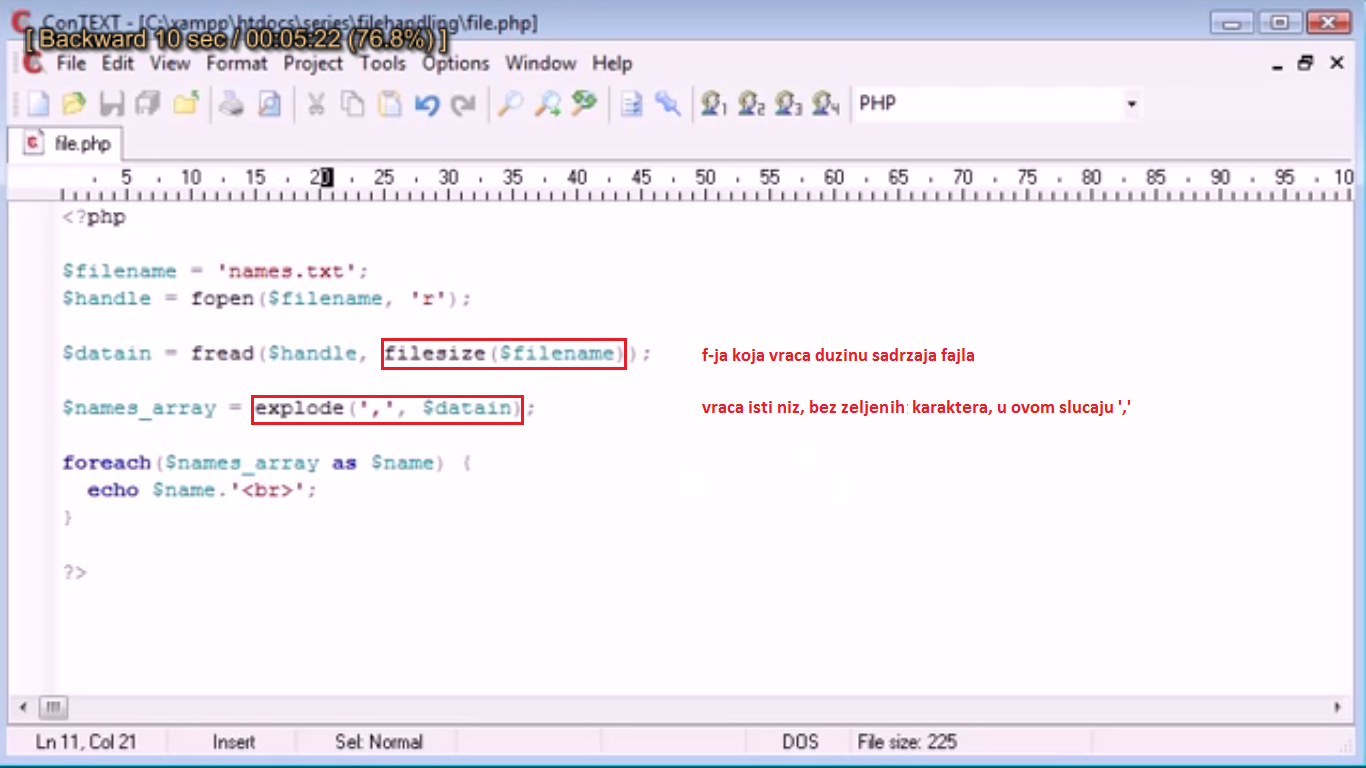 ConTEXT - [C:\xampp\htdocs\series\filehandling\file.php]
[ Backward 10 sec / 00:05:22 (76.8%) ]
File Edit View Format Project Tools Options Window Help
1 2 3 4 PHP
file.php
5 10 15 20 25 30 35 40 45 50 55 60 65 70 75 80 85 90 95 10
<?php
$filename = 'names.txt';
$handle = fopen($filename, 'r');
$datain = fread($handle, filesize($filename)); f-ja koja vraca duzinu sadrzaja fajla
$names_array = explode(',', $datain); vraca isti niz, bez zeljenih karaktera, u ovom slucaju ','
foreach($names_array as $name) {
echo $name.'<br>';
}
?>
Ln 11, Col 21 Insert Sel: Normal DOS File size: 225